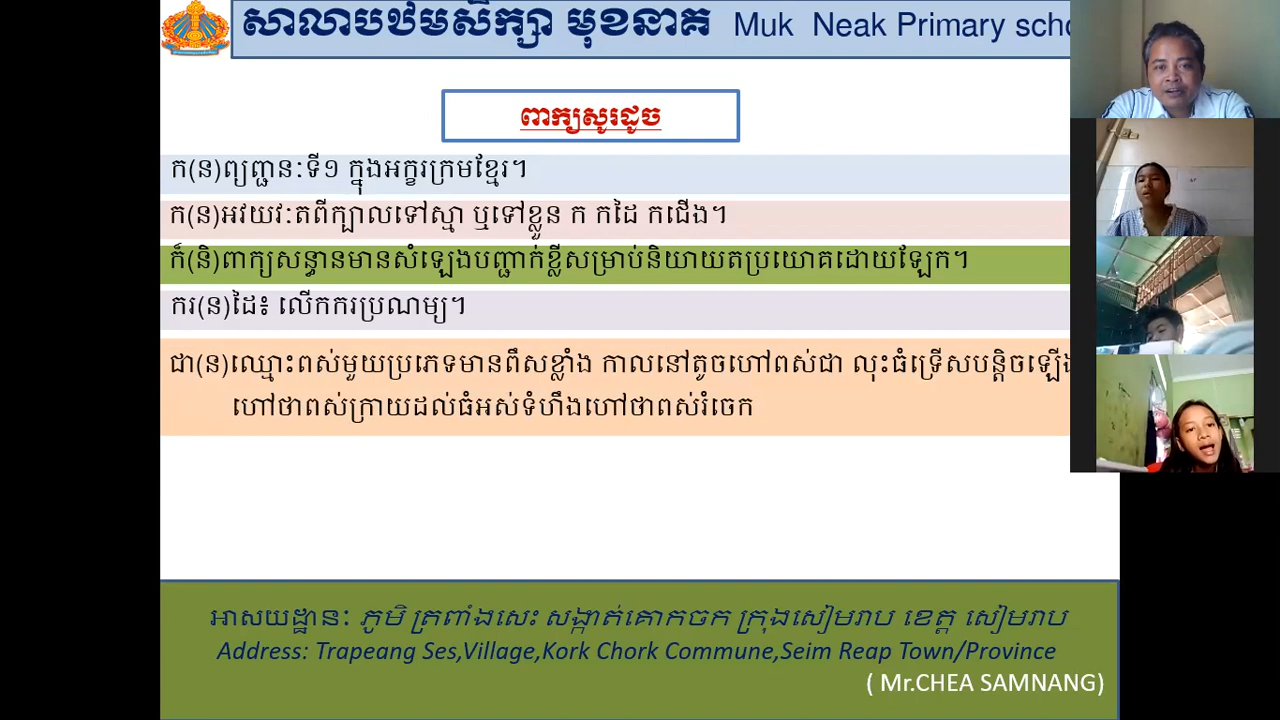 សាលាបឋមសិក្សា មុខនាគ Muk Neak Primary scho
ពាក្យសូរដូច
ក(ន)ព្យញ្ជនៈទី១ ក្នុងអក្ខរក្រមខ្មែរ។
ក(ន)អវយវៈតពីក្បាលទៅស្មា ឬទៅខ្លួន ក កដៃ កជើង។
ក៏(និ)ពាក្យសន្ធានមានសំឡេងបញ្ជាក់ខ្លីសម្រាប់និយាយតប្រយោគដោយឡែក។
ករ(ន)ដៃ៖ លើកករប្រណម្យ។
ជា(ន)ឈ្មោះពស់មួយប្រភេទមានពឹសខ្លាំង កាលនៅតូចហៅពស់ជា លុះធំទ្រើសបន្តិចឡើង
ហៅថាពស់ក្រាយដល់ធំអស់ទំហឹងហៅថាពស់រំចេក
អាសយដ្ឋានៈ ភូមិ ត្រពាំងសេះ សង្កាត់គោកចក ក្រុងសៀមរាប ខេត្ត សៀមរាប
Address: Trapeang Ses,Village,Kork Chork Commune,Seim Reap Town/Province
( Mr.CHEA SAMNANG)